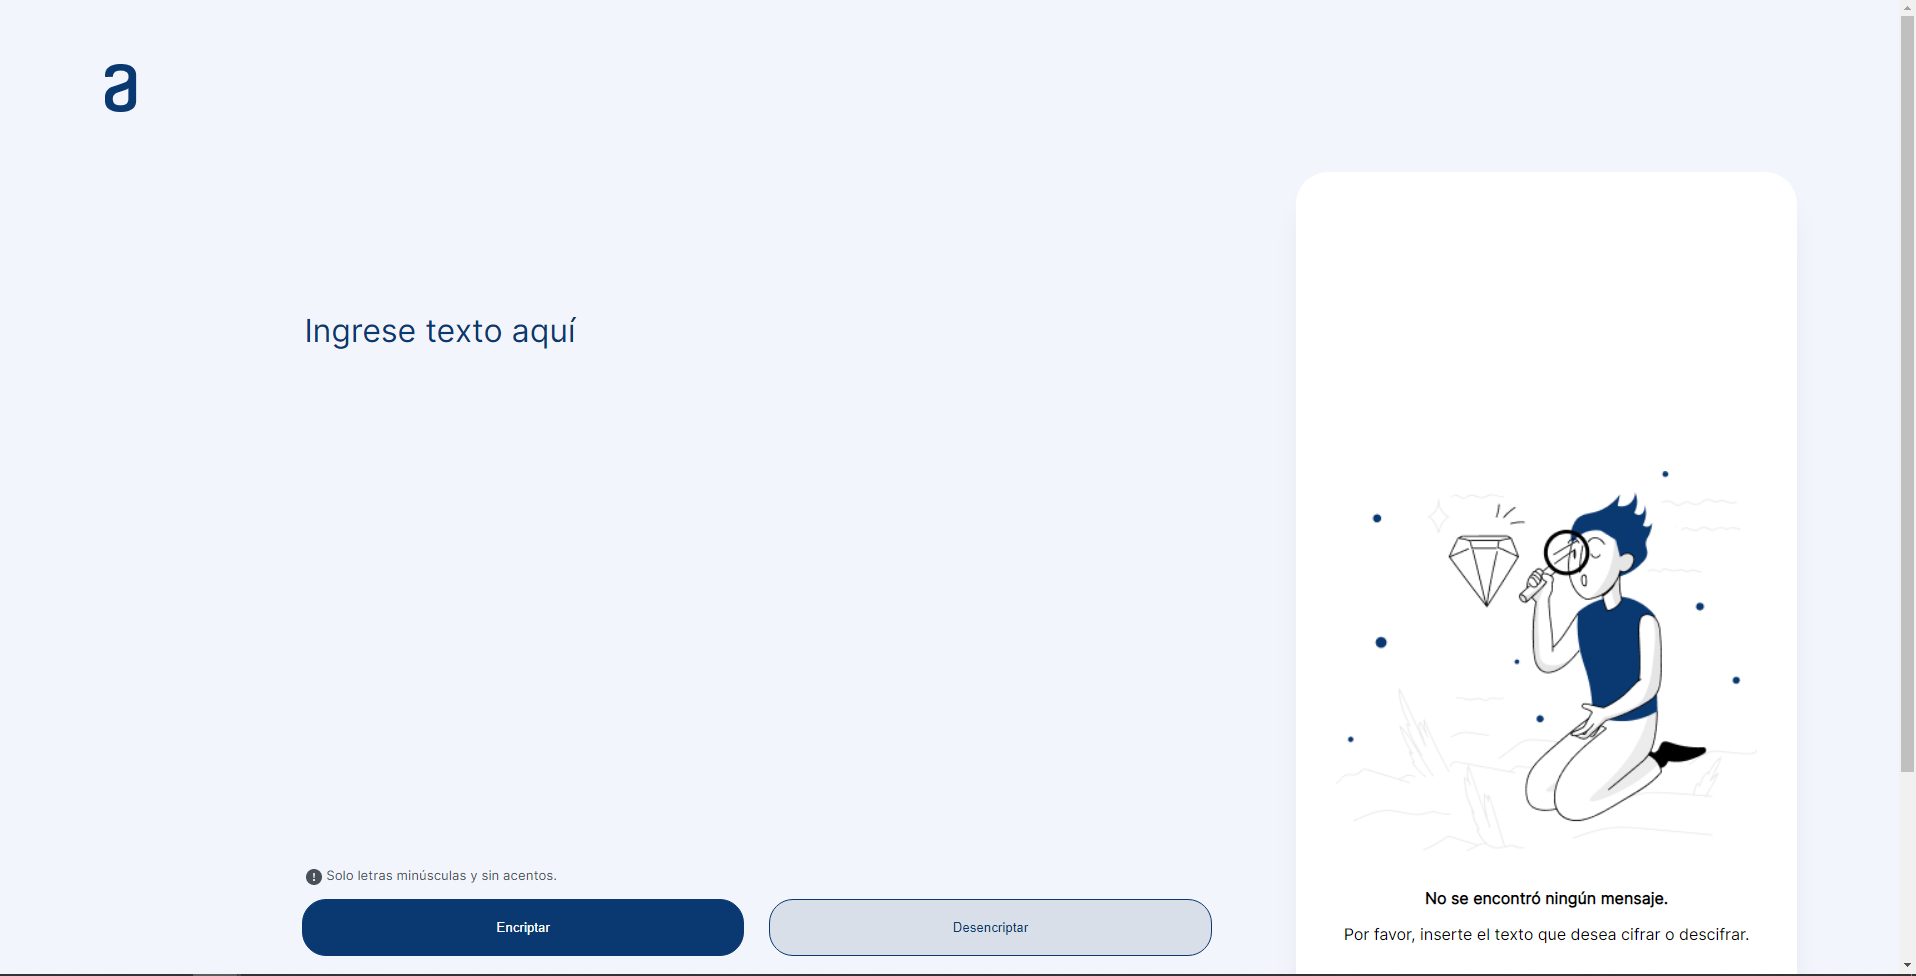 a
Ingrese texto aquí
Solo letras minúsculas y sin acentos.
Encriptar
Desencriptar
No se encontró ningún mensaje.
Por favor, inserte el texto que desea cifrar o descifrar.